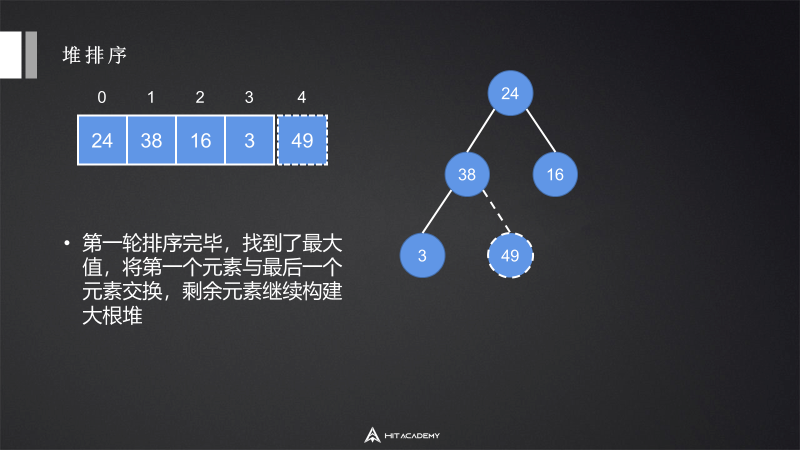 堆排序
0 1 2 3 4
24 38 16 3 49
24
38 16
3 49
• 第一轮排序完毕，找到了最大
值，将第一个元素与最后一个
元素交换，剩余元素继续构建
大根堆
HIT ACADEMY